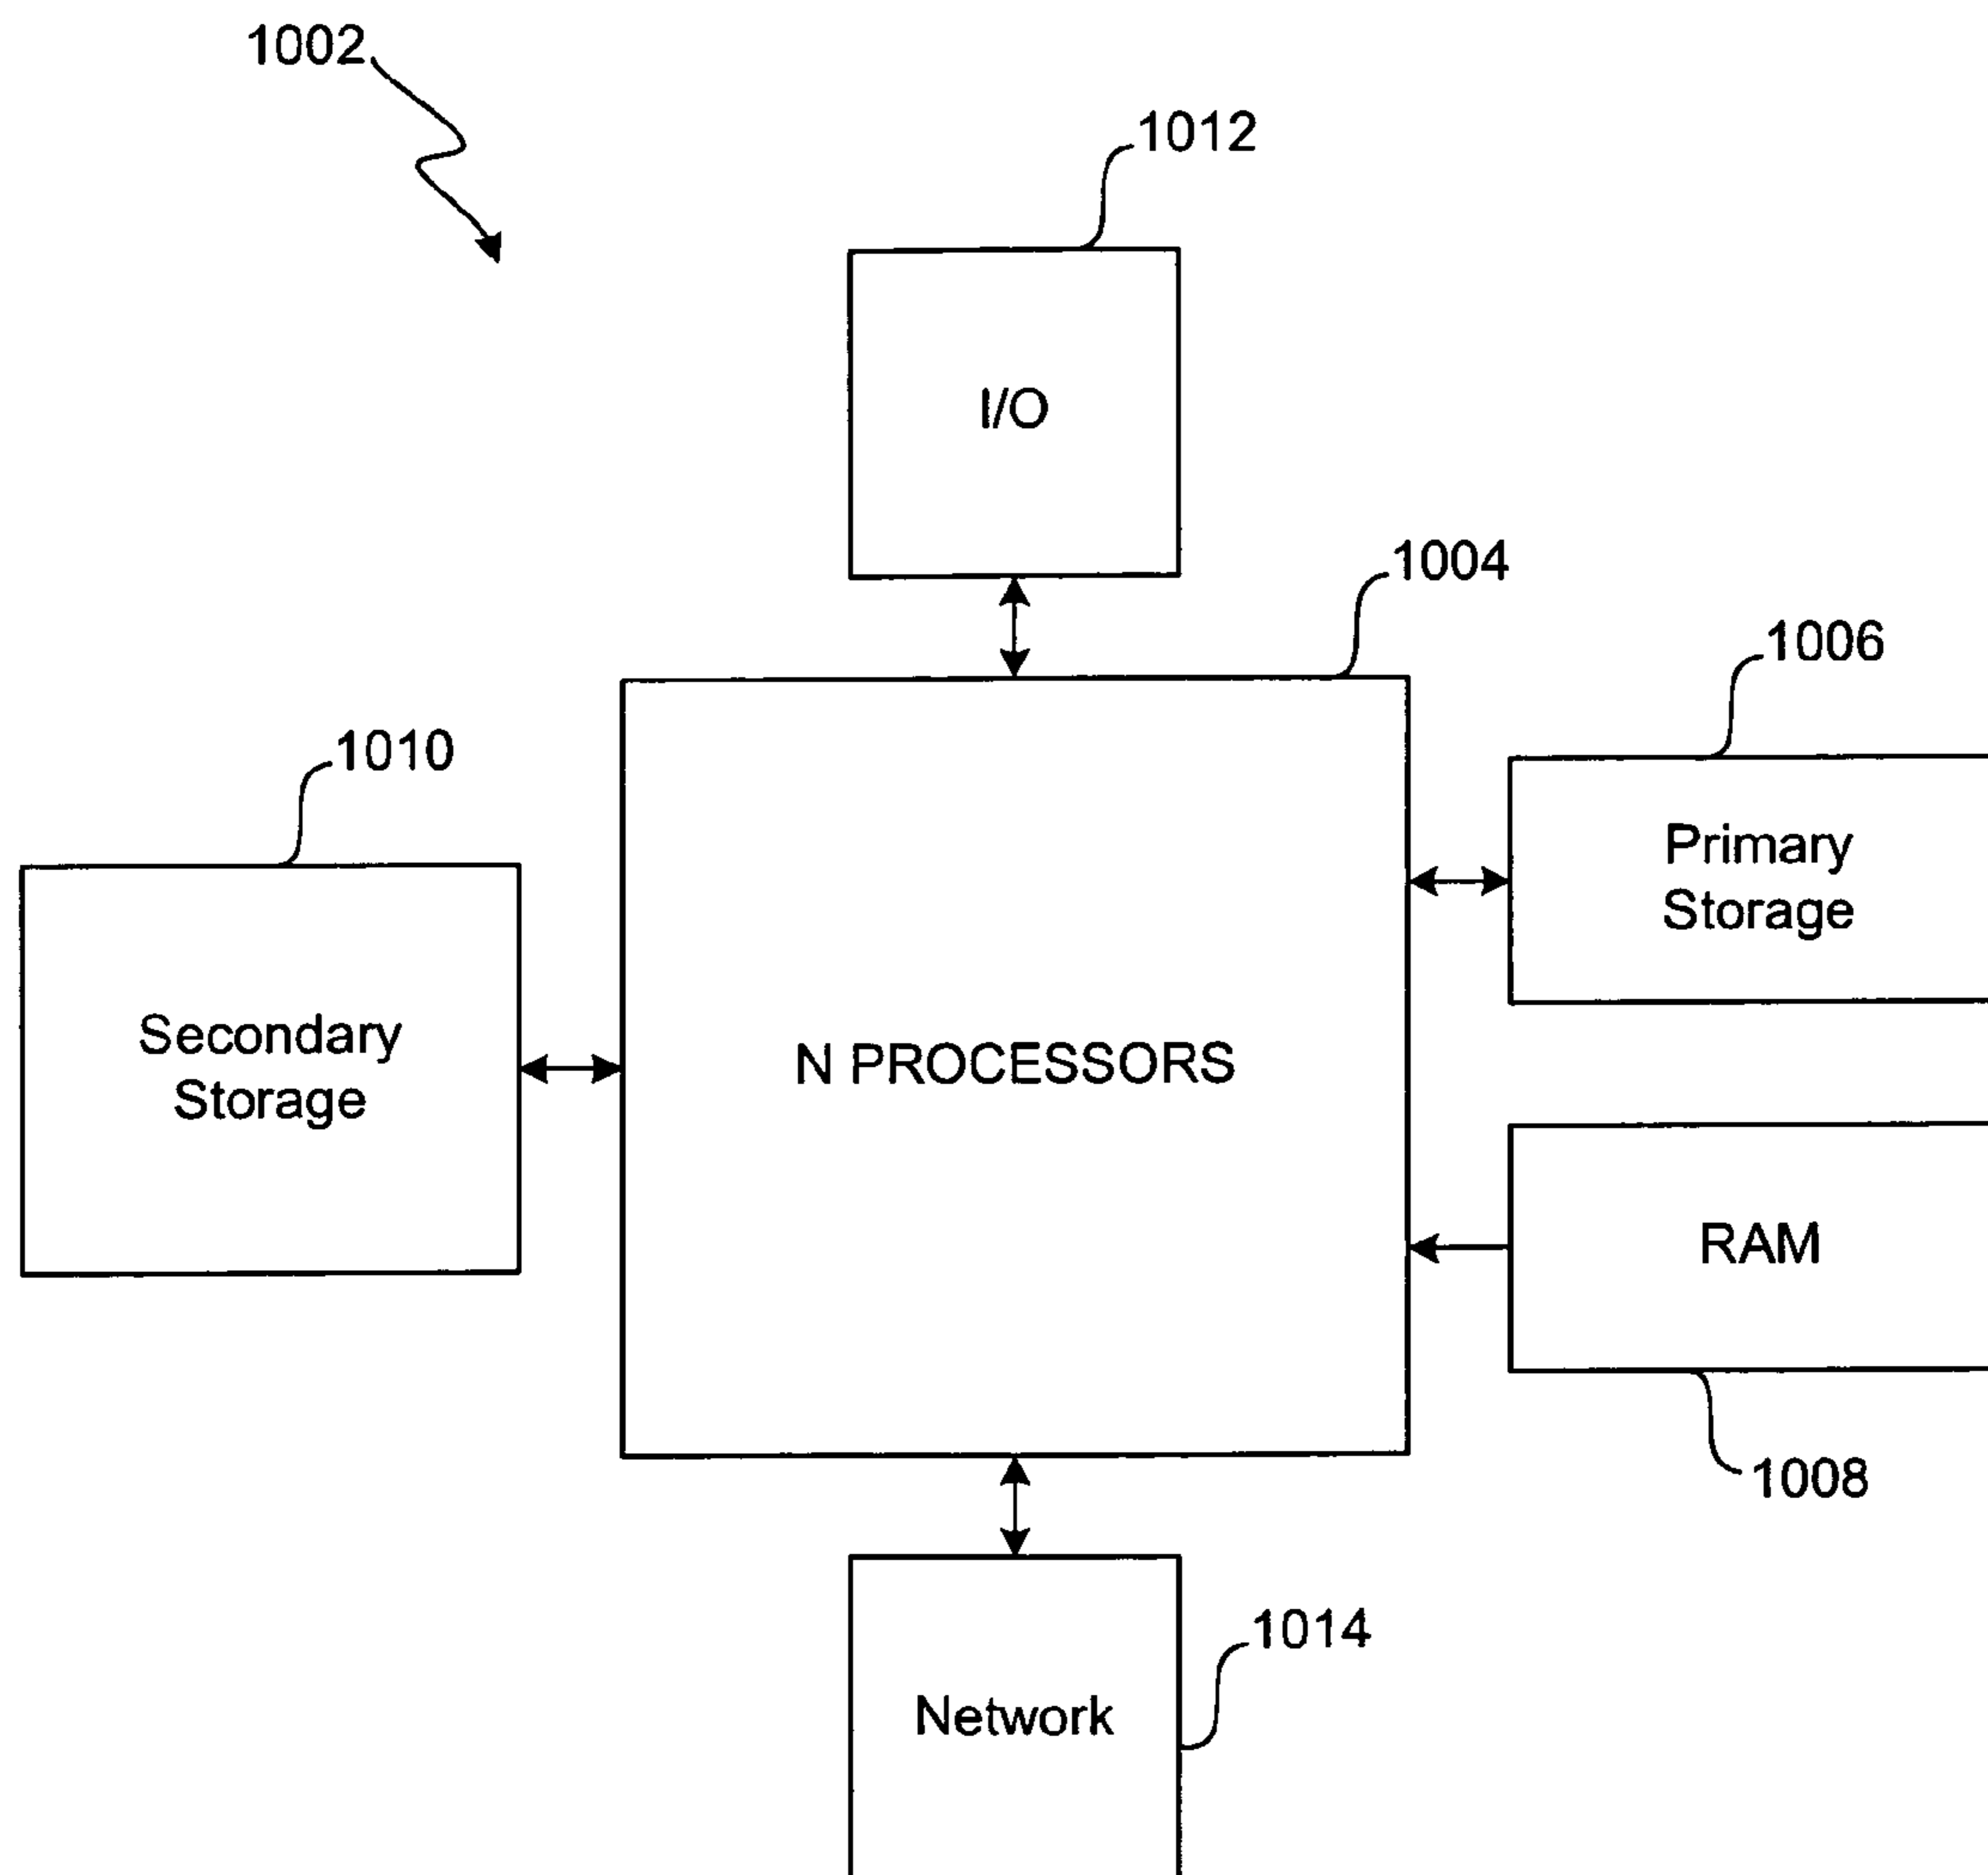 1002
1012
I/O
1004
1006
1010
Primary
Storage
Secondary
Storage
N PROCESSORS
RAM
1008
1014
Network